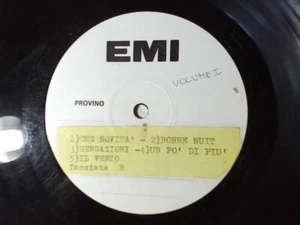 EMI
VOLUME I
PROVINO
1)CHE NOVITA' - 2)BONNE NUIT
3)SENSAZIONI -4)UN PO' DI PIU'
5)IL VENTO
Facciata B